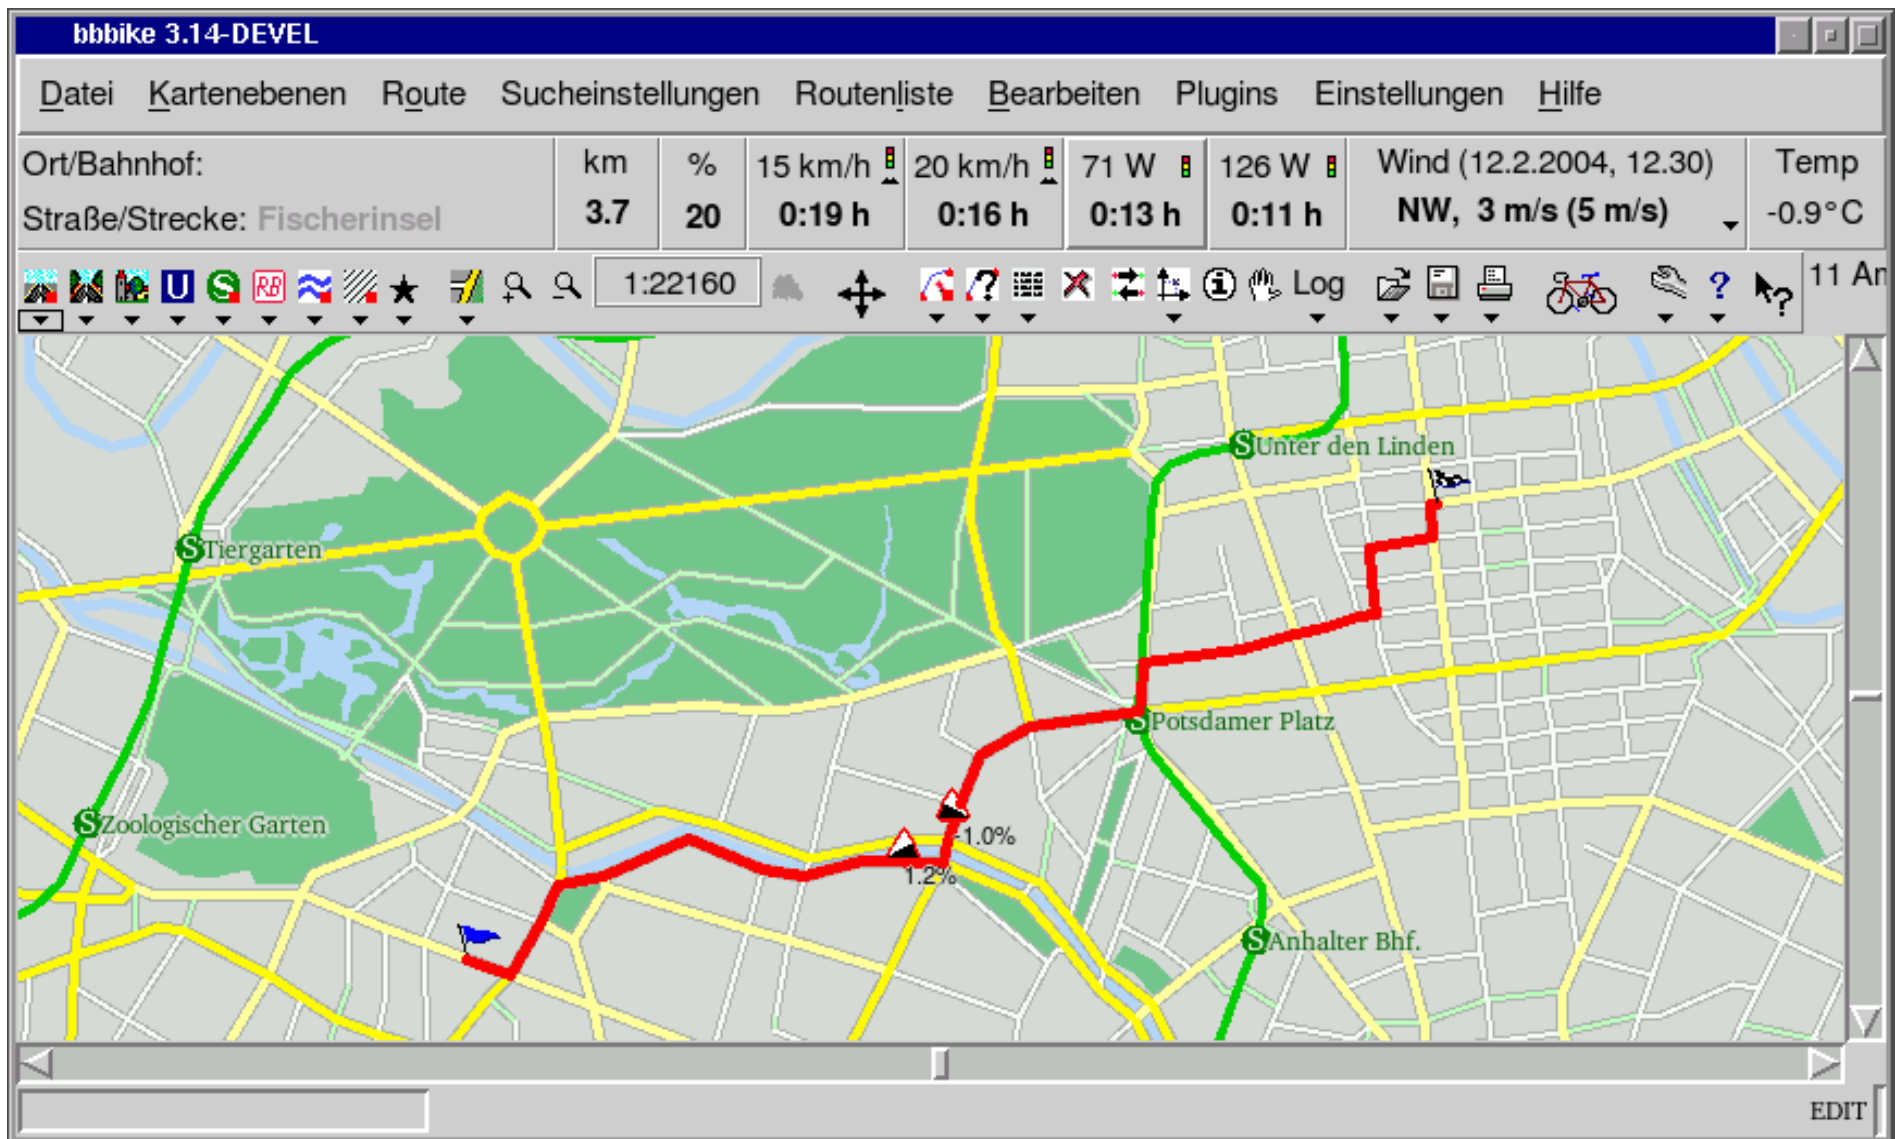 bbbike 3.14-DEVEL
Datei Kartenebenen Route Sucheinstellungen Routenliste Bearbeiten Plugins Einstellungen Hilfe
Ort/Bahnhof:
Straße/Strecke: Fischerinsel
km
3.7
%
20
15 km/h
0:19 h
20 km/h
0:16 h
71 W
0:13 h
126 W
0:11 h
Wind (12.2.2004, 12.30)
NW, 3 m/s (5 m/s)
Temp
-0.9°C
U S RB 1:22160 ? i Log ? ? 11 An
S Unter den Linden
S Tiergarten
S Potsdamer Platz
S Zoologischer Garten
-1.0%
1.2%
S Anhalter Bhf.
EDIT